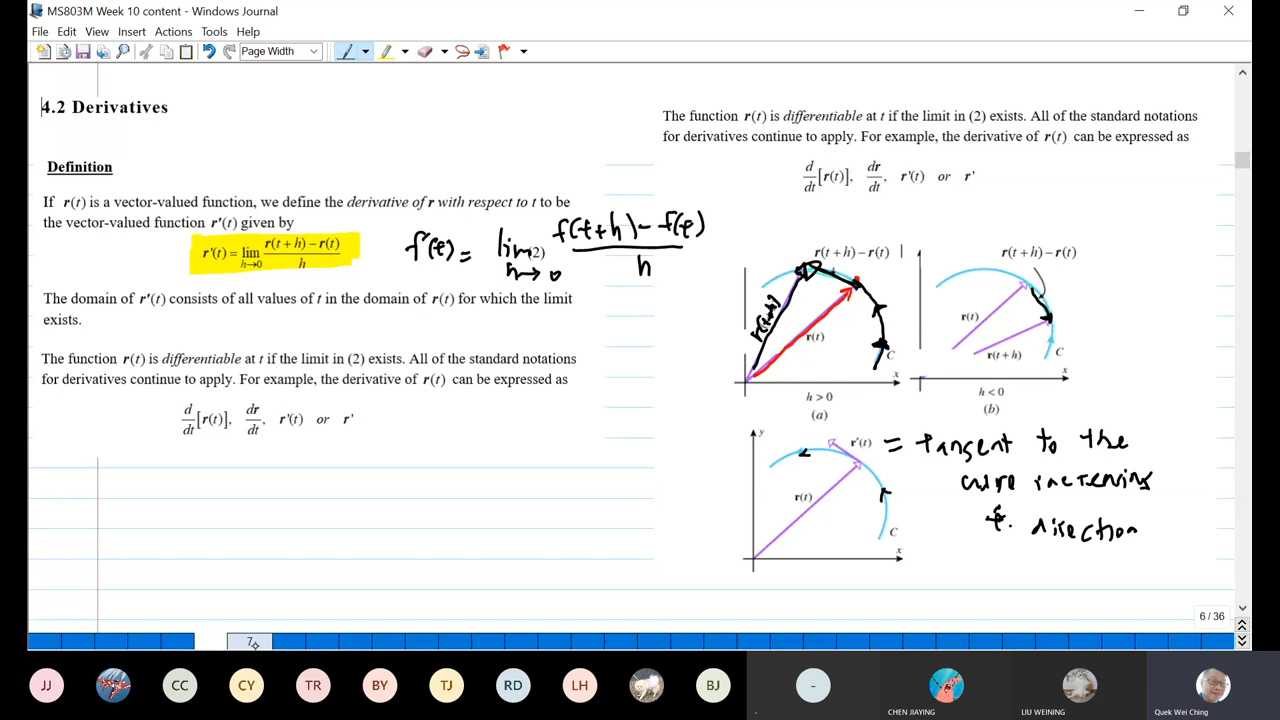 MS803M Week 10 content - Windows Journal
File Edit View Insert Actions Tools Help
Page Width
4.2 Derivatives
Definition
If r(t) is a vector-valued function, we define the derivative of r with respect to t to be
the vector-valued function r'(t) given by
r'(t) = lim h→0 r(t + h) − r(t) / h
(2)
f'(t) = lim h→0 f(t+h) − f(t) / h
The domain of r'(t) consists of all values of t in the domain of r(t) for which the limit
exists.
The function r(t) is differentiable at t if the limit in (2) exists. All of the standard notations
for derivatives continue to apply. For example, the derivative of r(t) can be expressed as
d/dt [r(t)], dr/dt, r'(t) or r'
The function r(t) is differentiable at t if the limit in (2) exists. All of the standard notations
for derivatives continue to apply. For example, the derivative of r(t) can be expressed as
d/dt [r(t)], dr/dt, r'(t) or r'
r(t + h) − r(t)
r(t+h)
r(t)
C
x
h > 0
(a)
r(t + h) − r(t)
r(t)
r(t + h)
C
x
h < 0
(b)
y
r'(t) = tangent to the
curve increasing
t. direction
r(t)
C
x
6 / 36
7
JJ CC CY TR BY TJ RD LH BJ -
- CHEN JIAYING LIU WEINING Quek Wei Ching